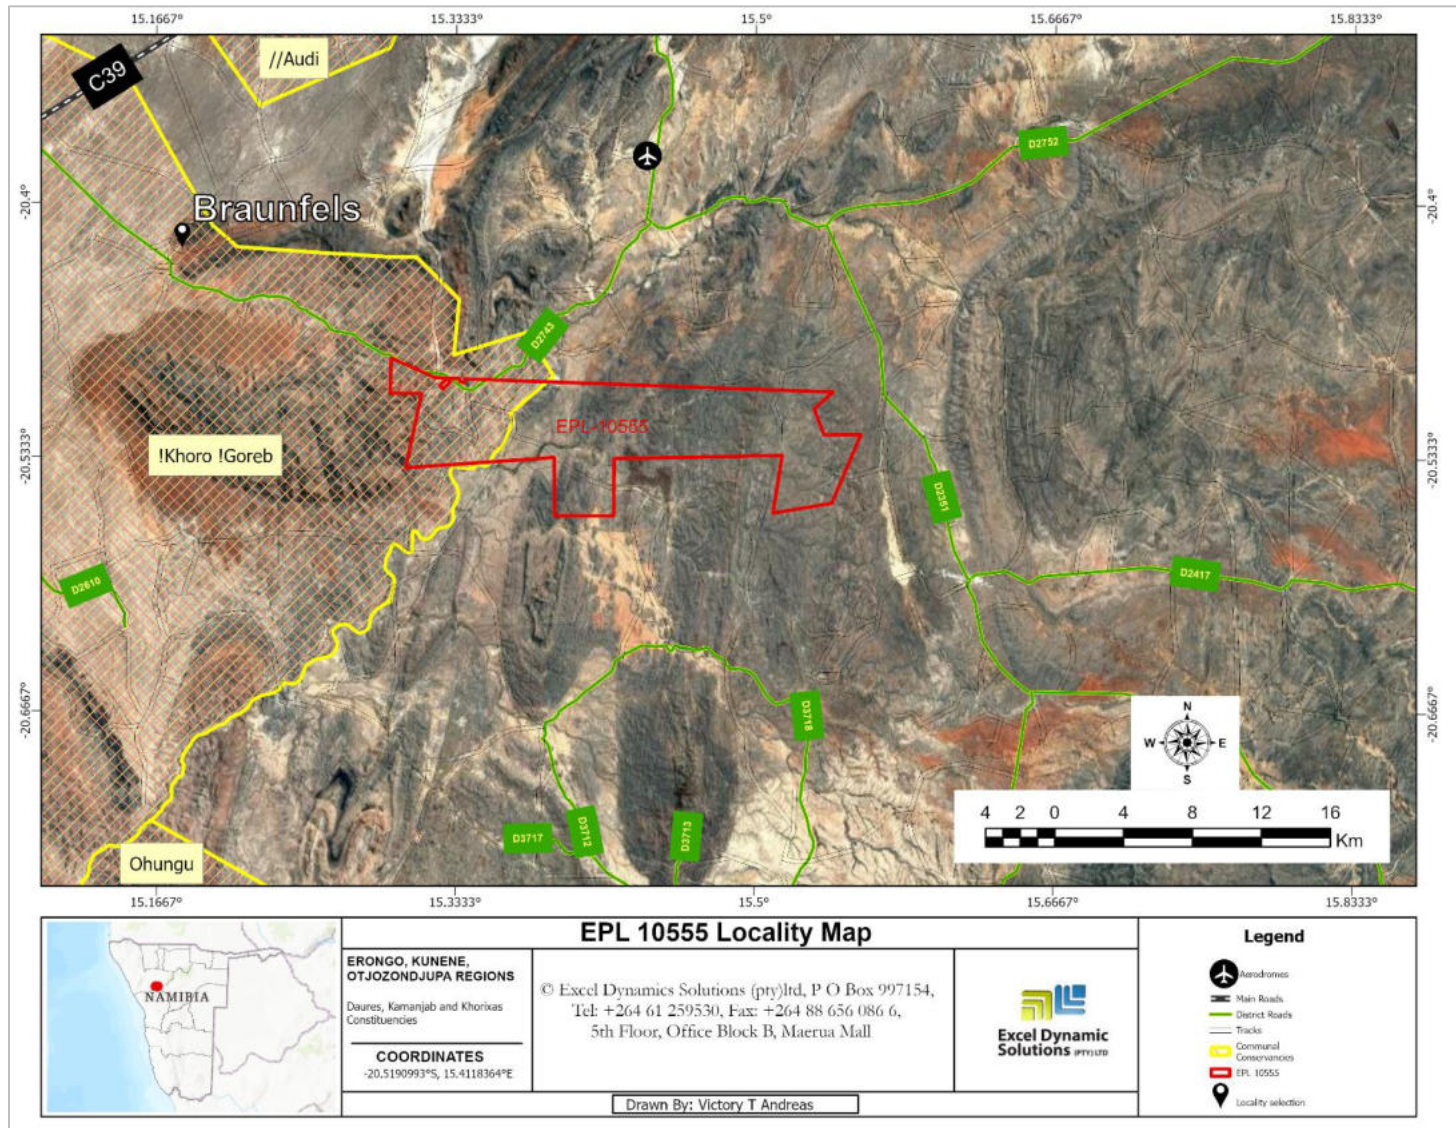 15.1667°
15.3333°
15.5°
15.6667°
15.8333°
//Audi
C39
D2752
-20.4°
-20.4°
Braunfels
D2743
EPL-10555
!Khoro !Goreb
-20.5333°
-20.5333°
D2351
D2610
D2417
-20.6667°
-20.6667°
D3718
N
W
E
S
4 2 0 4 8 12 16
Km
D3717
D3712
D3713
Ohungu
15.1667°
15.3333°
15.5°
15.6667°
15.8333°
NAMIBIA
ERONGO, KUNENE,
OTJOZONDJUPA REGIONS
Daures, Kamanjab and Khorixas
Constituencies
COORDINATES
-20.5190993°S, 15.4118364°E
EPL 10555 Locality Map
© Excel Dynamics Solutions (pty)ltd, P O Box 997154,
Tel: +264 61 259530, Fax: +264 88 656 086 6,
5th Floor, Office Block B, Maerua Mall
Drawn By: Victory T Andreas
Excel Dynamic
Solutions (PTY) LTD
Legend
Aerodromes
Main Roads
District Roads
Tracks
Communal
Conservancies
EPL 10555
Locality selection